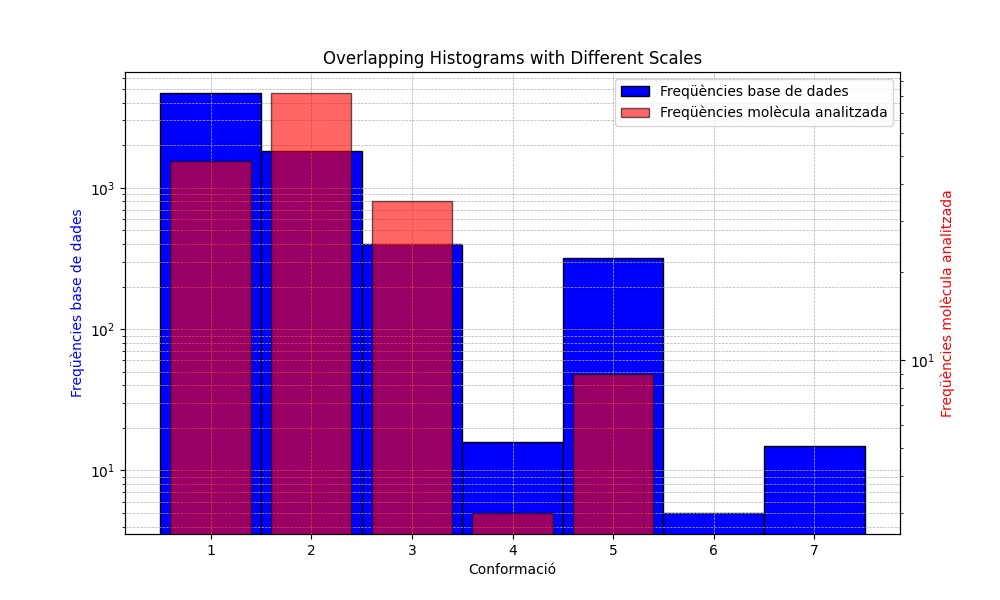 Overlapping Histograms with Different Scales
Freqüències base de dades
Freqüències molècula analitzada
10³
10²
10¹
Freqüències base de dades
10¹
Freqüències molècula analitzada
1 2 3 4 5 6 7
Conformació